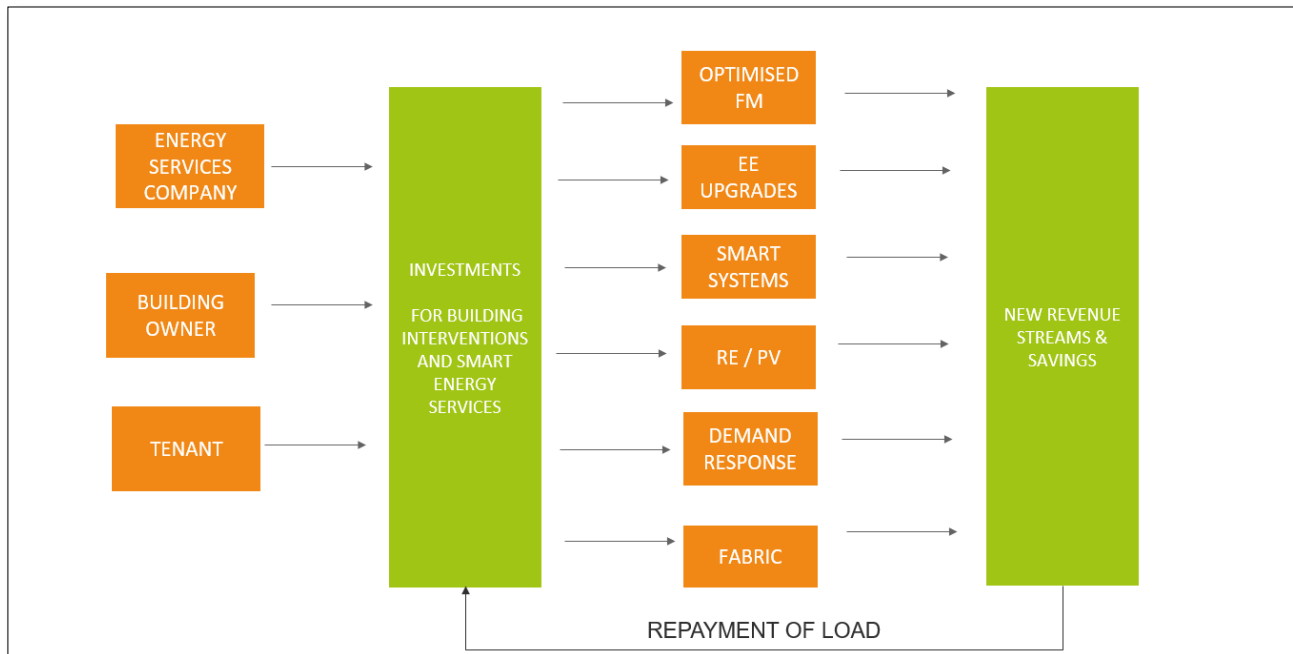 ENERGY
SERVICES
COMPANY
BUILDING
OWNER
TENANT
INVESTMENTS
FOR BUILDING
INTERVENTIONS
AND SMART
ENERGY
SERVICES
OPTIMISED
FM
EE
UPGRADES
SMART
SYSTEMS
RE / PV
DEMAND
RESPONSE
FABRIC
NEW REVENUE
STREAMS &
SAVINGS
REPAYMENT OF LOAD